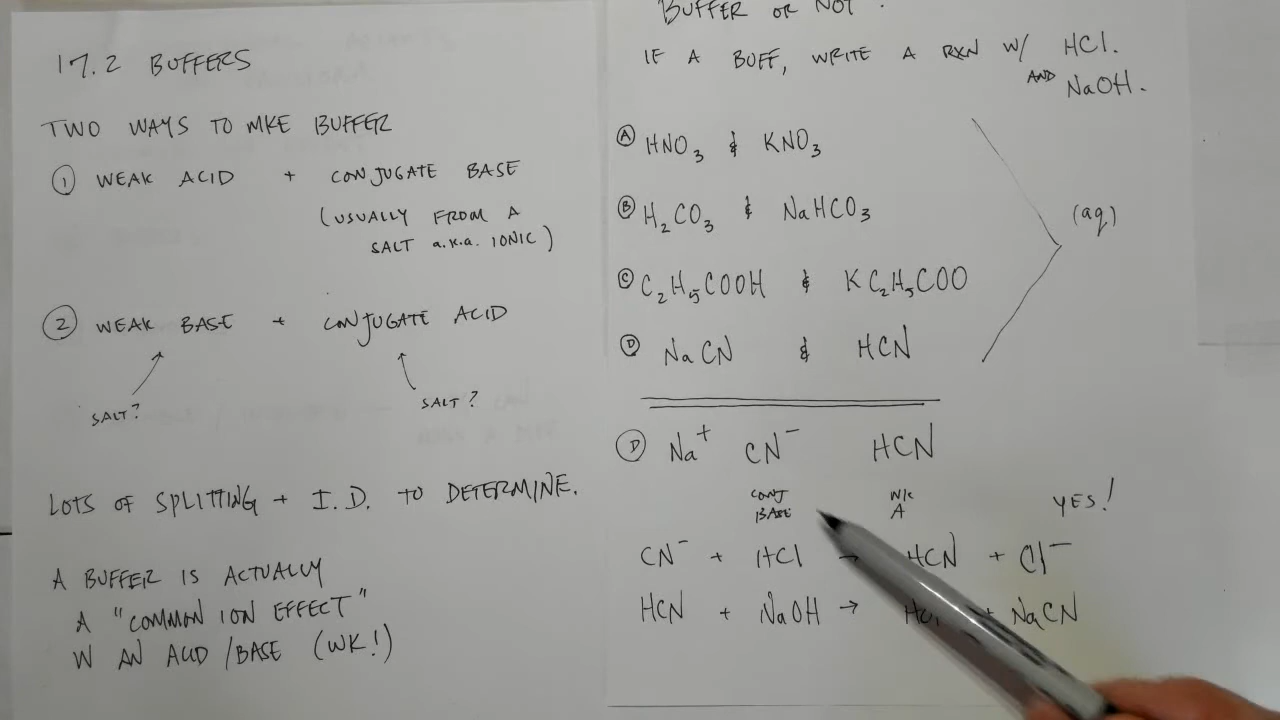 17.2 BUFFERS
TWO WAYS TO MKE BUFFER
① WEAK ACID + CONJUGATE BASE
(USUALLY FROM A
SALT a.k.a. IONIC)
② WEAK BASE + CONJUGATE ACID
SALT? SALT?
LOTS OF SPLITTING + I.D. TO DETERMINE.
A BUFFER IS ACTUALLY
A "COMMON ION EFFECT"
W AN ACID/BASE (WK!)
BUFFER OR NOT
IF A BUFF, WRITE A RXN W/ HCl.
AND NaOH.
Ⓐ HNO₃ & KNO₃
Ⓑ H₂CO₃ & NaHCO₃
(aq)
Ⓒ C₂H₅COOH & KC₂H₅COO
Ⓓ NaCN & HCN
Ⓓ Na⁺ CN⁻ HCN
CONJ WK
BASE A YES!
CN⁻ + HCl → HCN + Cl⁻
HCN + NaOH → + NaCN